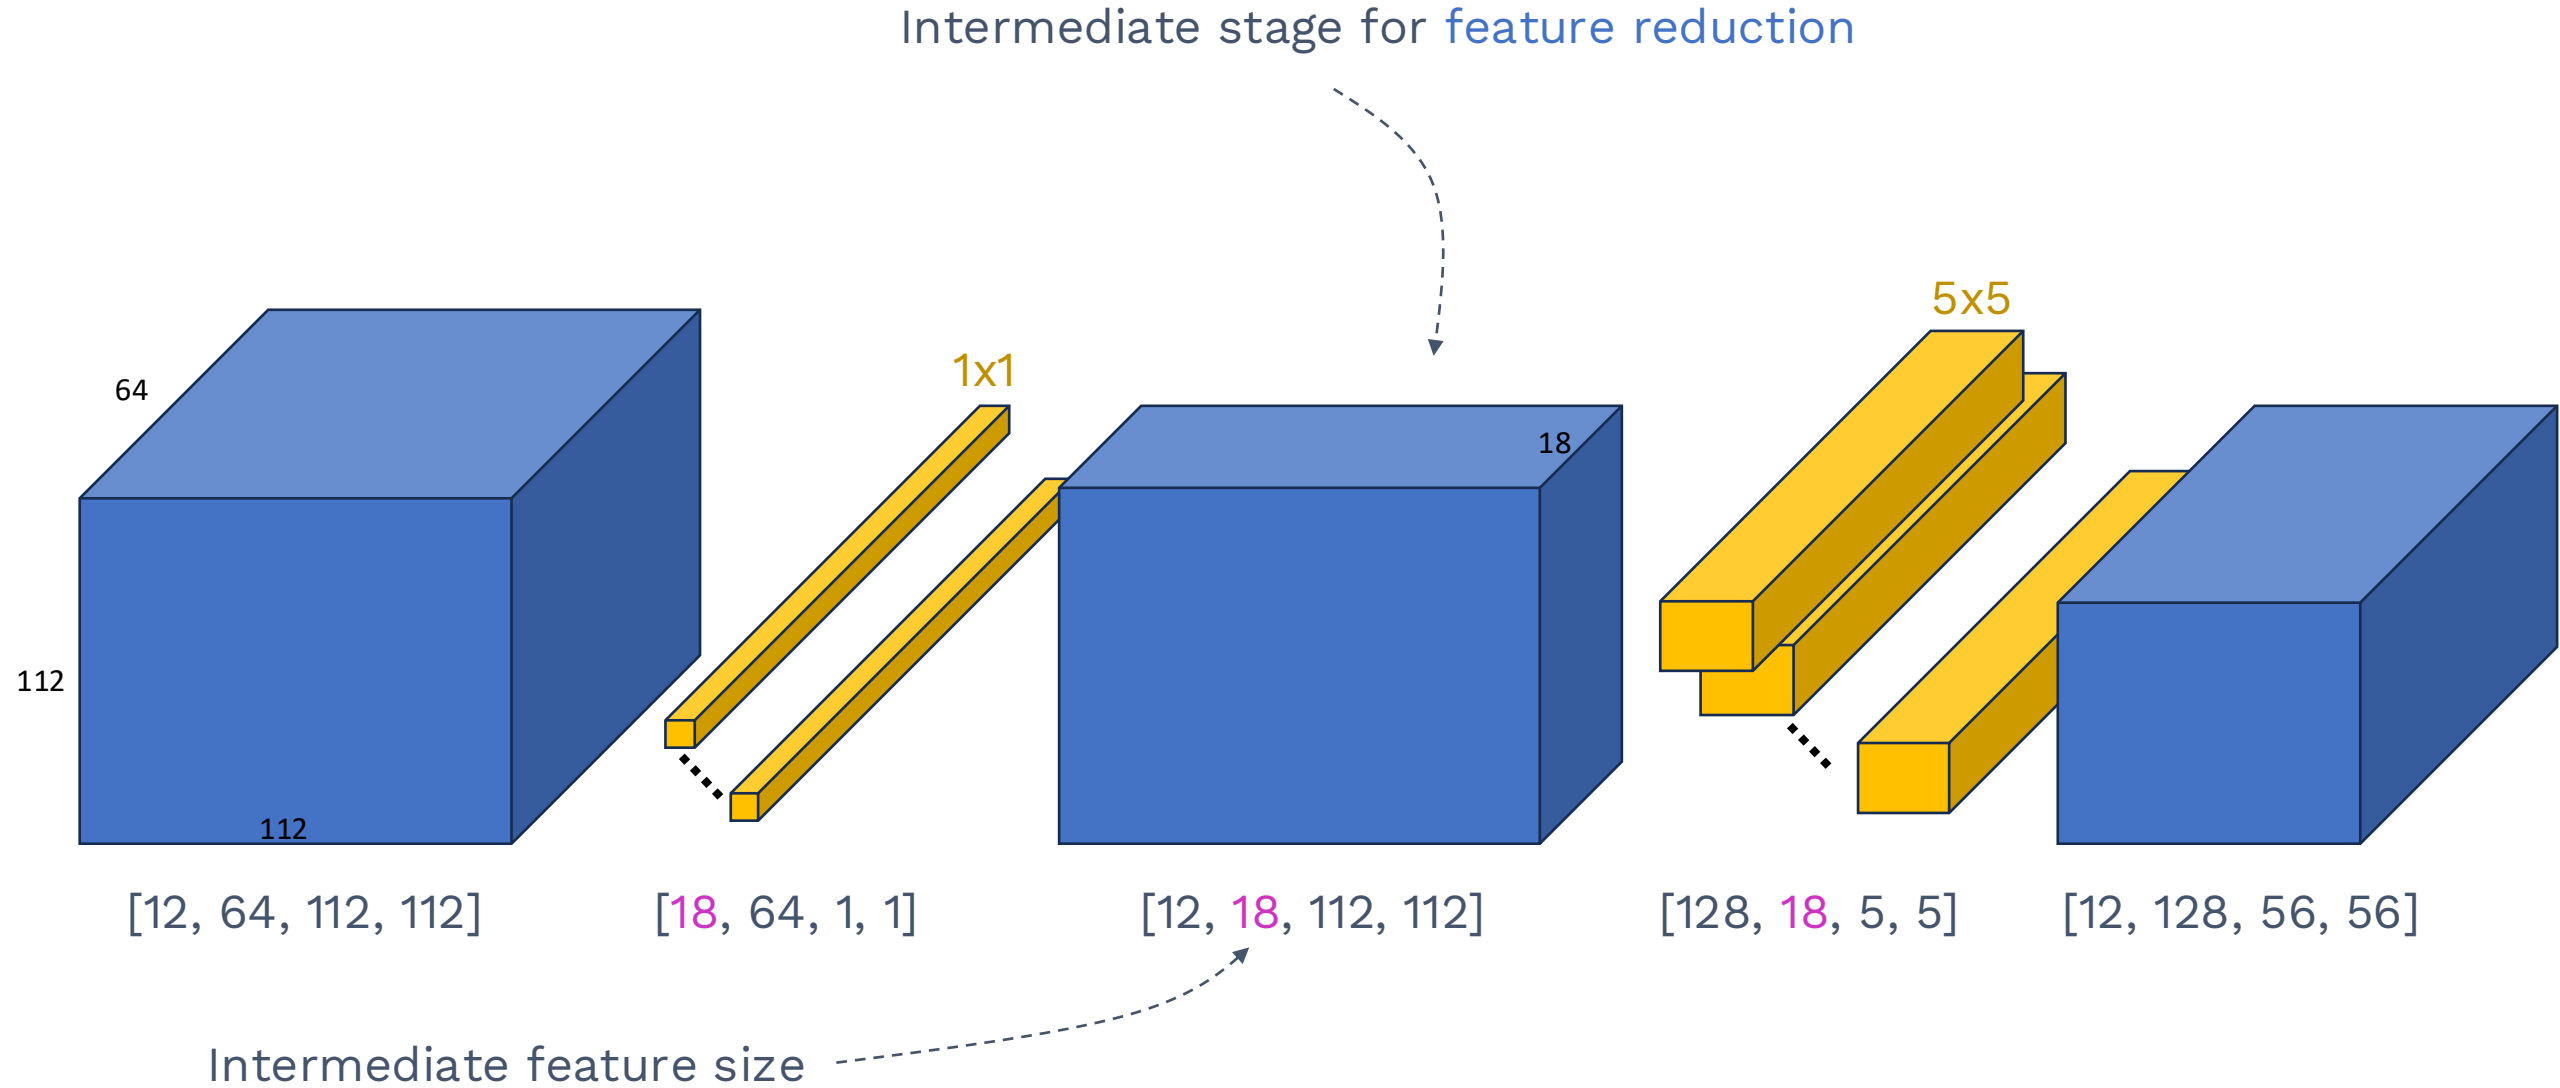 Intermediate stage for feature reduction
5x5
1x1
64
18
112
112
[12, 64, 112, 112]
[18, 64, 1, 1]
[12, 18, 112, 112]
[128, 18, 5, 5]
[12, 128, 56, 56]
Intermediate feature size